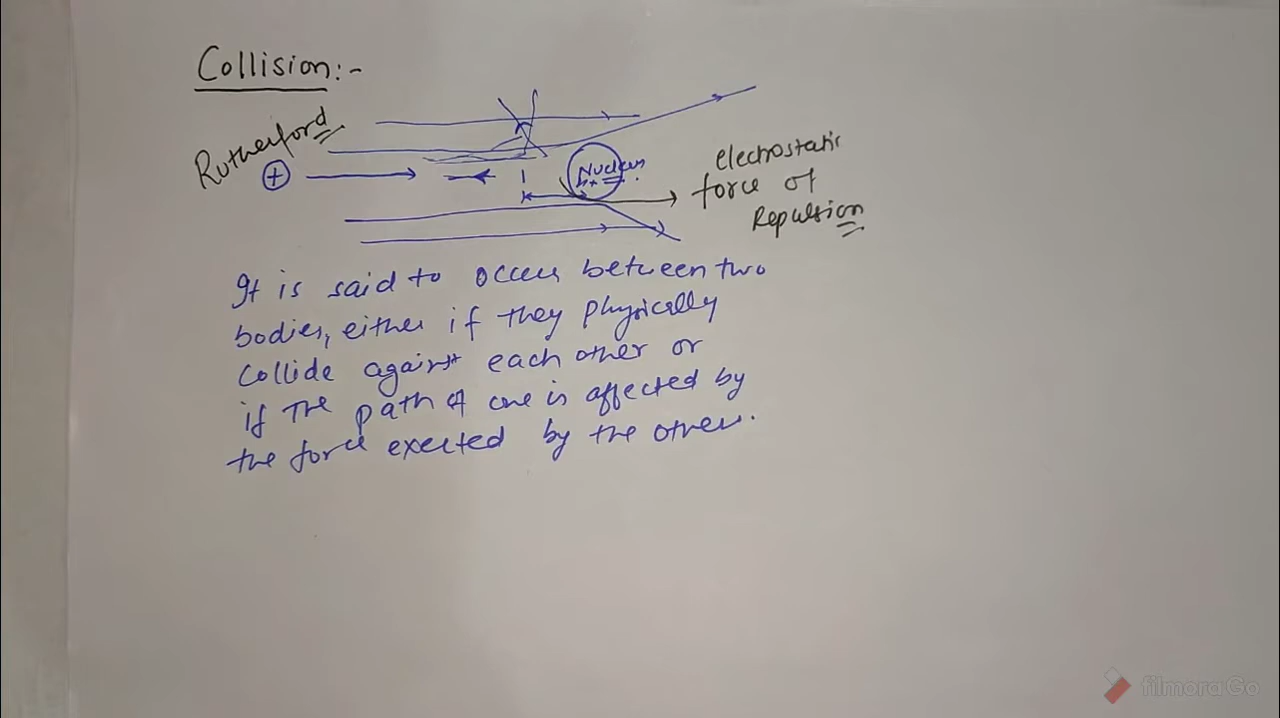 Collision:-
Rutherford
+
Nucleus
electrostatic
force of
Repulsion
It is said to occur between two
bodies, either if they physically
collide against each other or
if the path of one is affected by
the force exerted by the other.
filmoraGo